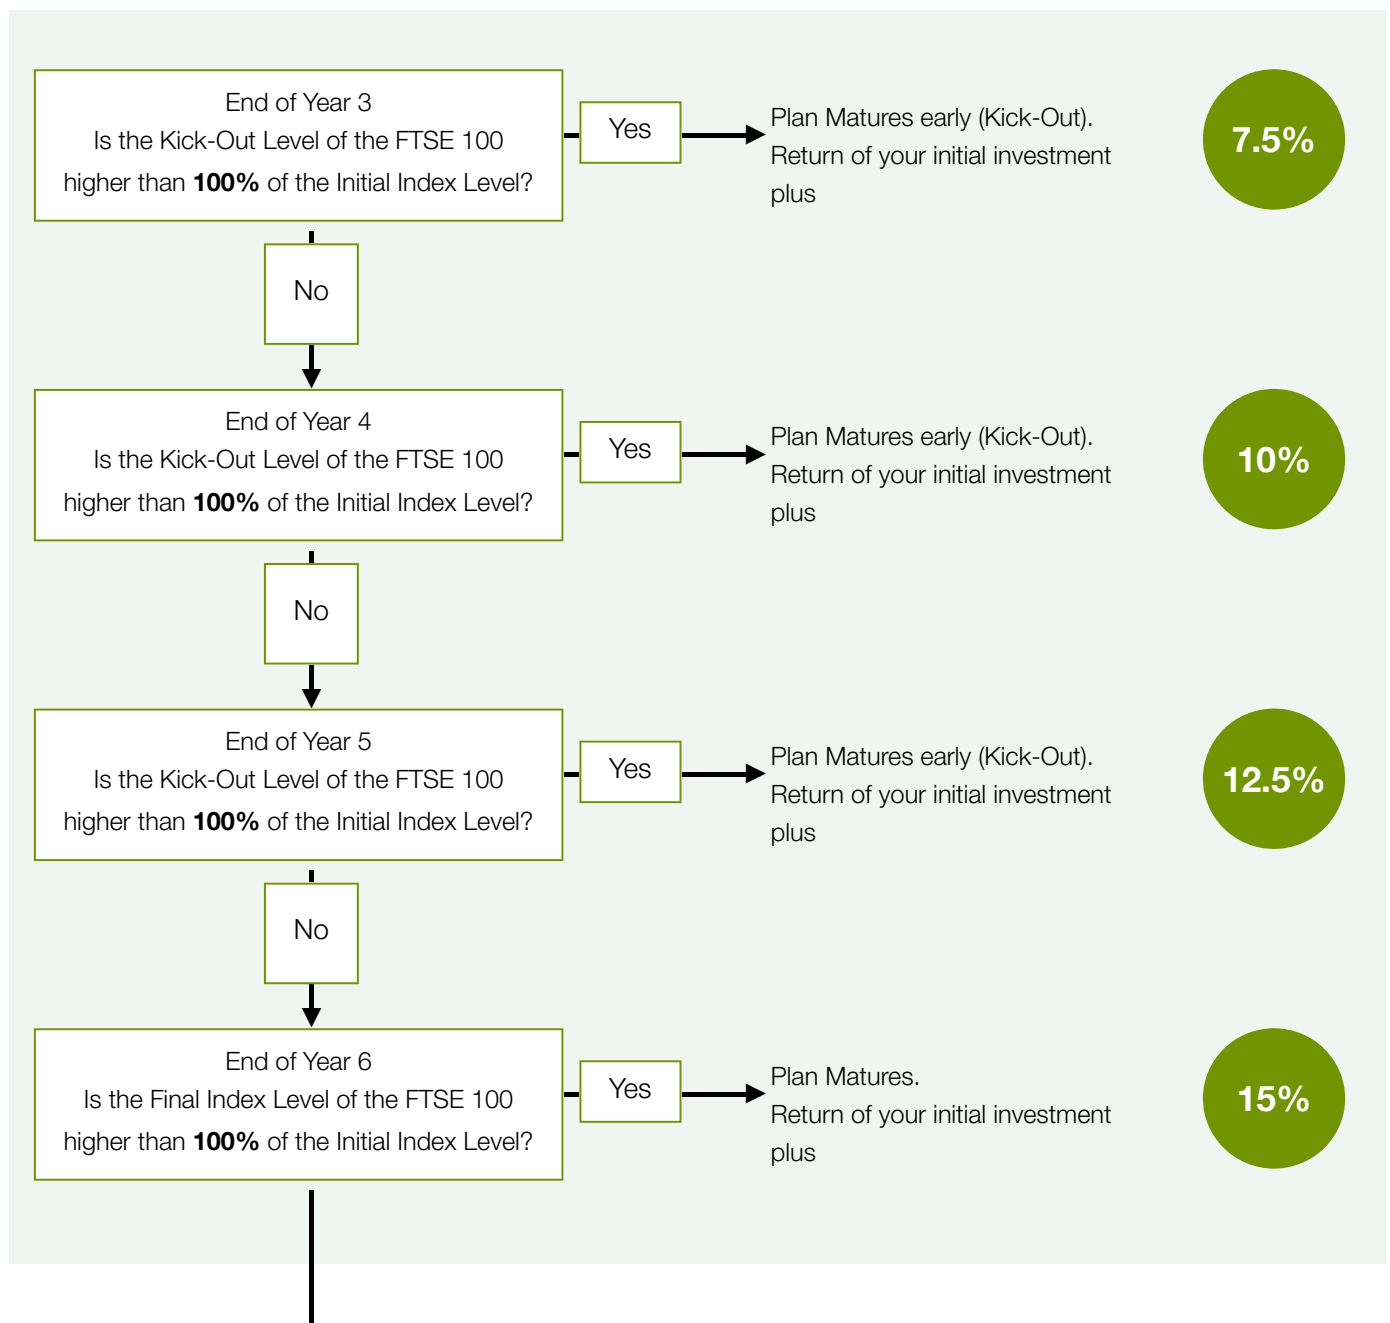 End of Year 3
Is the Kick-Out Level of the FTSE 100
higher than 100% of the Initial Index Level?
Yes
Plan Matures early (Kick-Out).
Return of your initial investment
plus
7.5%
No
End of Year 4
Is the Kick-Out Level of the FTSE 100
higher than 100% of the Initial Index Level?
Yes
Plan Matures early (Kick-Out).
Return of your initial investment
plus
10%
No
End of Year 5
Is the Kick-Out Level of the FTSE 100
higher than 100% of the Initial Index Level?
Yes
Plan Matures early (Kick-Out).
Return of your initial investment
plus
12.5%
No
End of Year 6
Is the Final Index Level of the FTSE 100
higher than 100% of the Initial Index Level?
Yes
Plan Matures.
Return of your initial investment
plus
15%